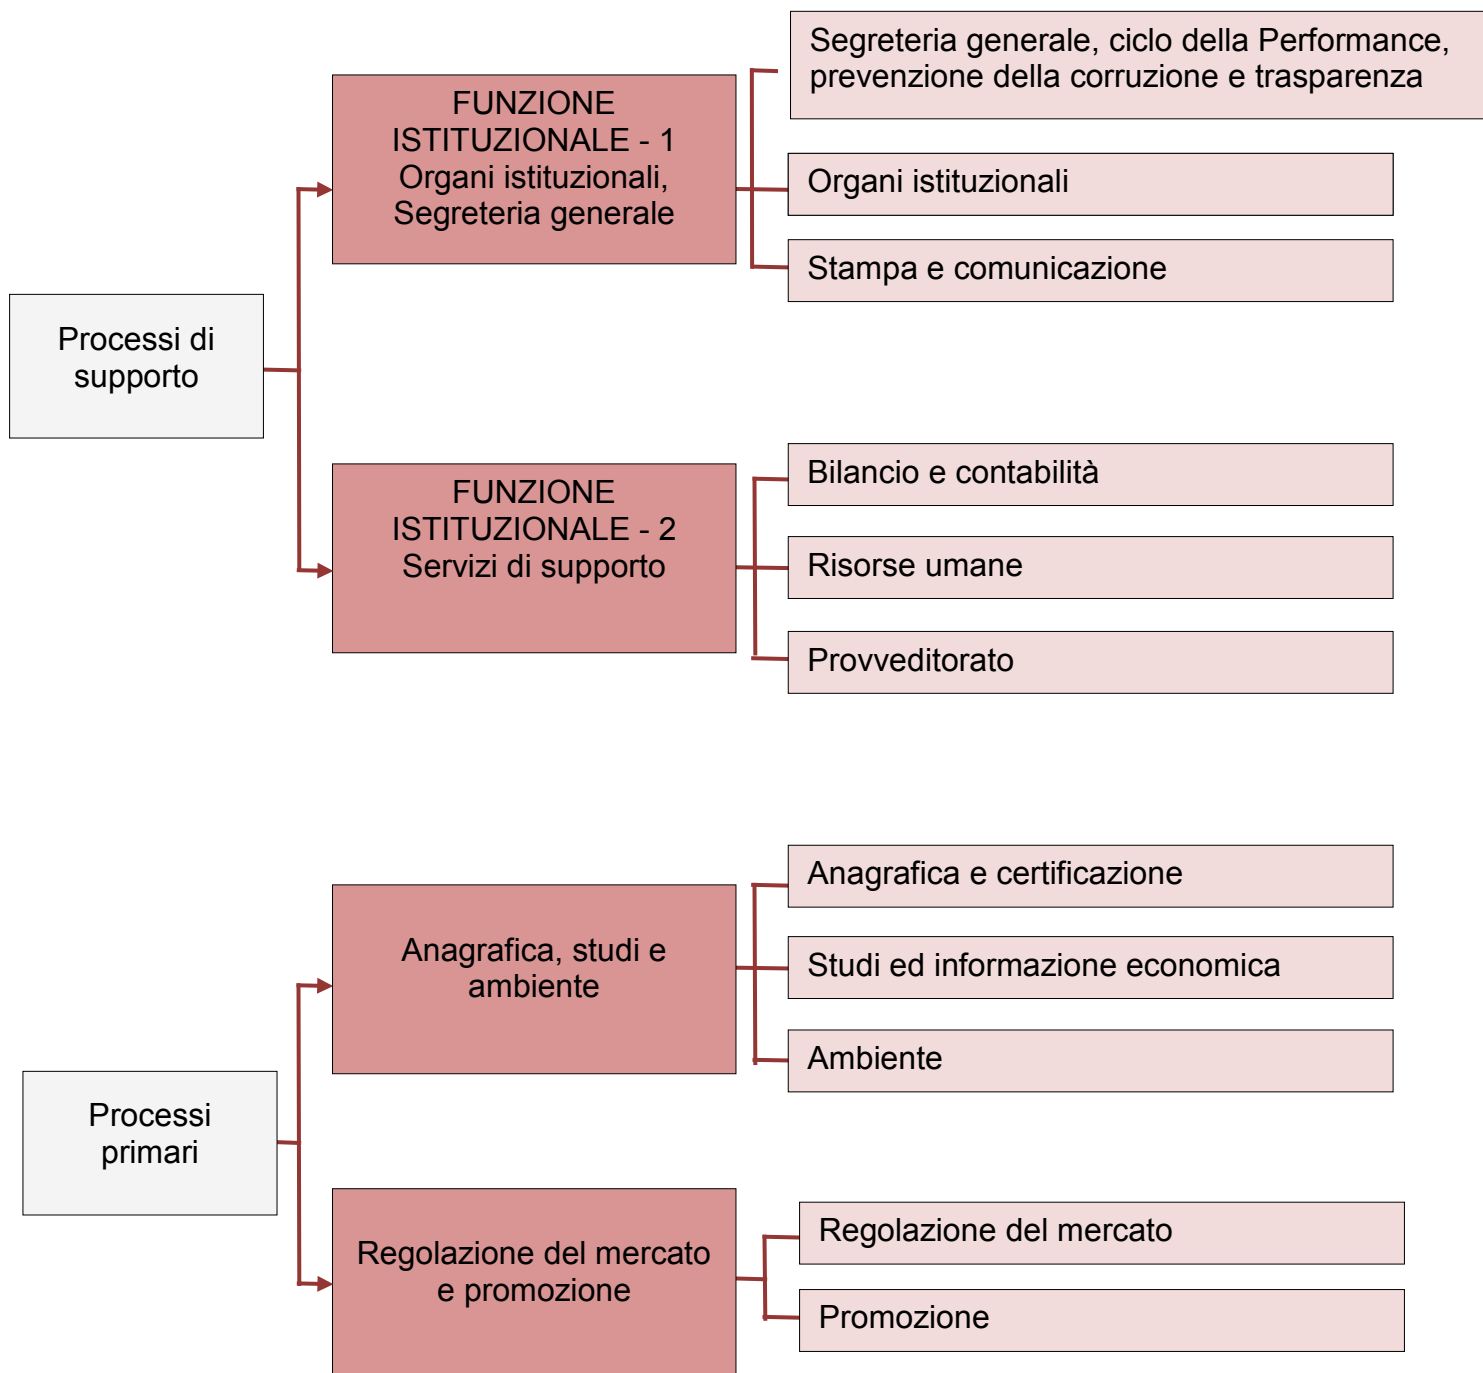 Processi di
supporto
FUNZIONE
ISTITUZIONALE - 1
Organi istituzionali,
Segreteria generale
Segreteria generale, ciclo della Performance,
prevenzione della corruzione e trasparenza
Organi istituzionali
Stampa e comunicazione
FUNZIONE
ISTITUZIONALE - 2
Servizi di supporto
Bilancio e contabilità
Risorse umane
Provveditorato
Processi
primari
Anagrafica, studi e
ambiente
Anagrafica e certificazione
Studi ed informazione economica
Ambiente
Regolazione del mercato
e promozione
Regolazione del mercato
Promozione